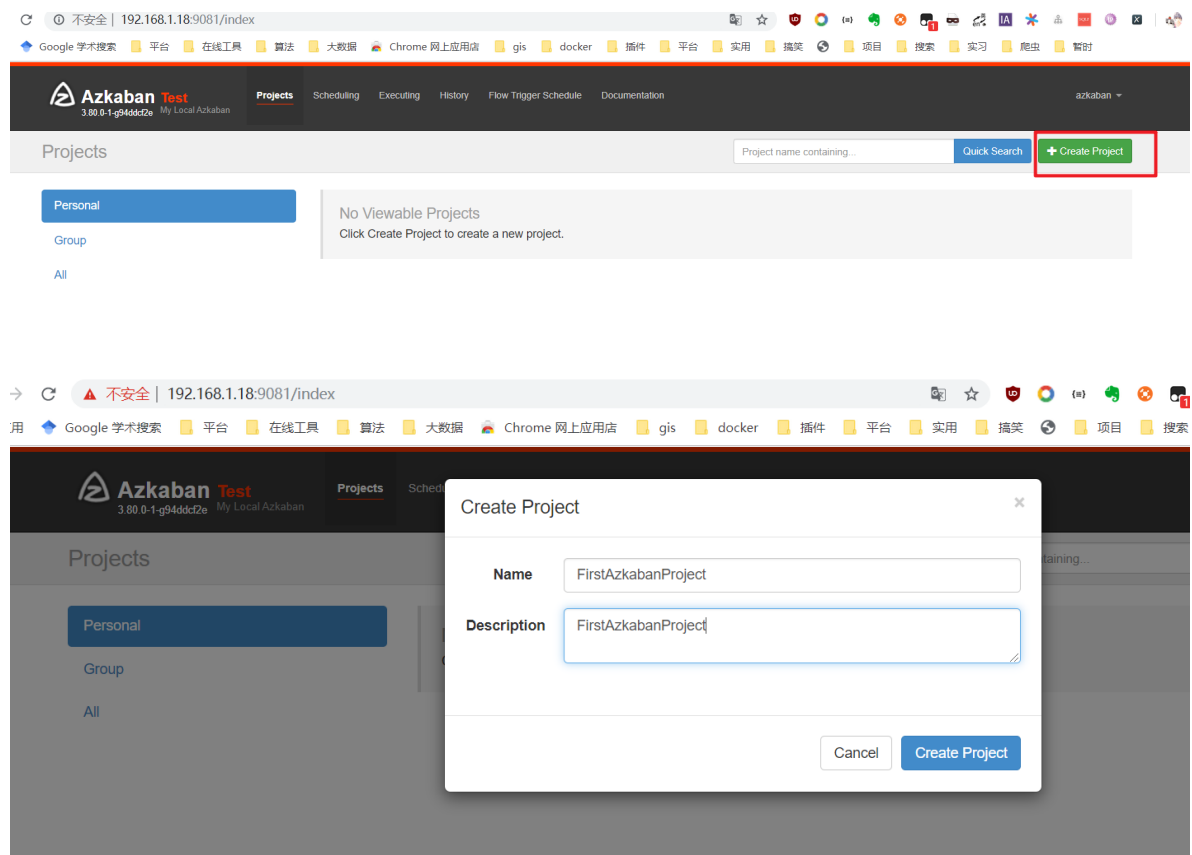 不安全 | 192.168.1.18:9081/index
Google 学术搜索 平台 在线工具 算法 大数据 Chrome 网上应用店 gis docker 插件 平台 实用 搞笑 项目 搜索 实习 爬虫 暂时
Azkaban Test
3.80.0-1-g94ddcf2e My Local Azkaban
Projects Scheduling Executing History Flow Trigger Schedule Documentation
azkaban
Projects
Project name containing...
Quick Search
Create Project
Personal
Group
All
No Viewable Projects
Click Create Project to create a new project.
不安全 | 192.168.1.18:9081/index
用 Google 学术搜索 平台 在线工具 算法 大数据 Chrome 网上应用店 gis docker 插件 平台 实用 搞笑 项目 搜索
Azkaban Test
3.80.0-1-g94ddcf2e My Local Azkaban
Projects Sched
Projects
taining...
Personal
Group
All
Create Project ×
Name FirstAzkabanProject
Description FirstAzkabanProject
Cancel Create Project